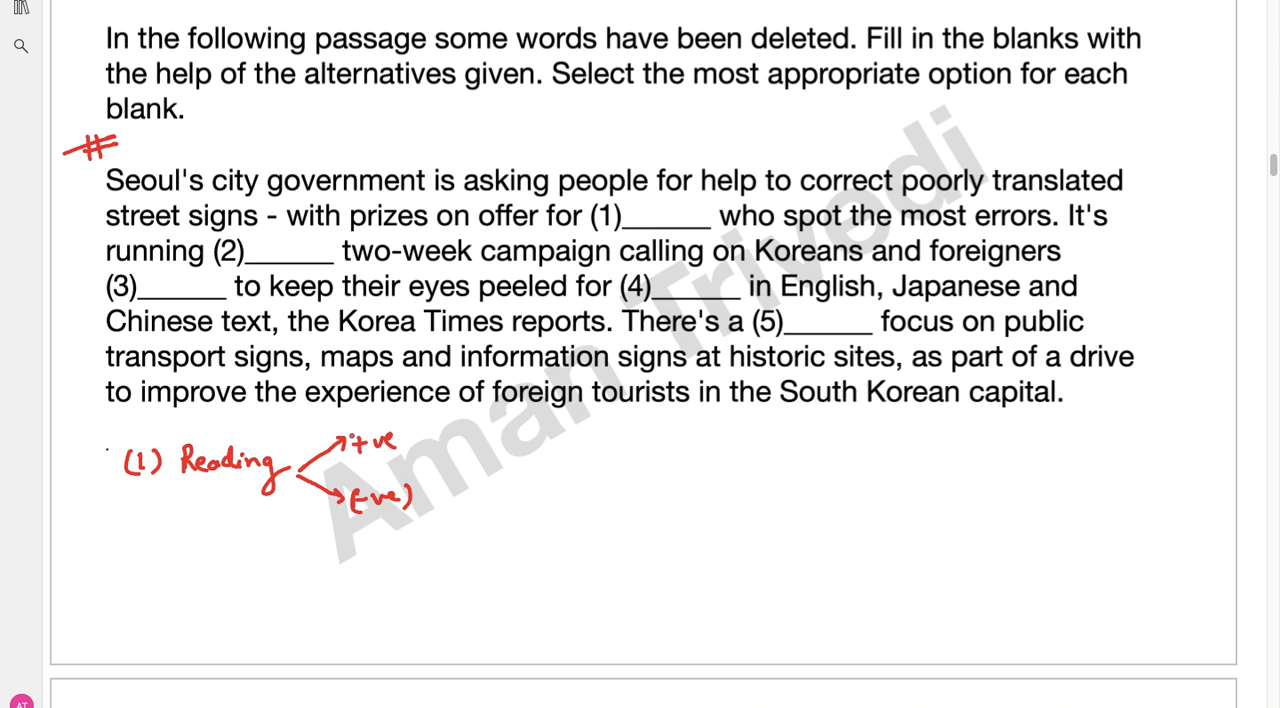 In the following passage some words have been deleted. Fill in the blanks with
the help of the alternatives given. Select the most appropriate option for each
blank.
#
Seoul's city government is asking people for help to correct poorly translated
street signs - with prizes on offer for (1)______ who spot the most errors. It's
running (2)______ two-week campaign calling on Koreans and foreigners
(3)______ to keep their eyes peeled for (4)______ in English, Japanese and
Chinese text, the Korea Times reports. There's a (5)______ focus on public
transport signs, maps and information signs at historic sites, as part of a drive
to improve the experience of foreign tourists in the South Korean capital.
Aman Trivedi
+ve
(1) Reading
(-ve)
AT